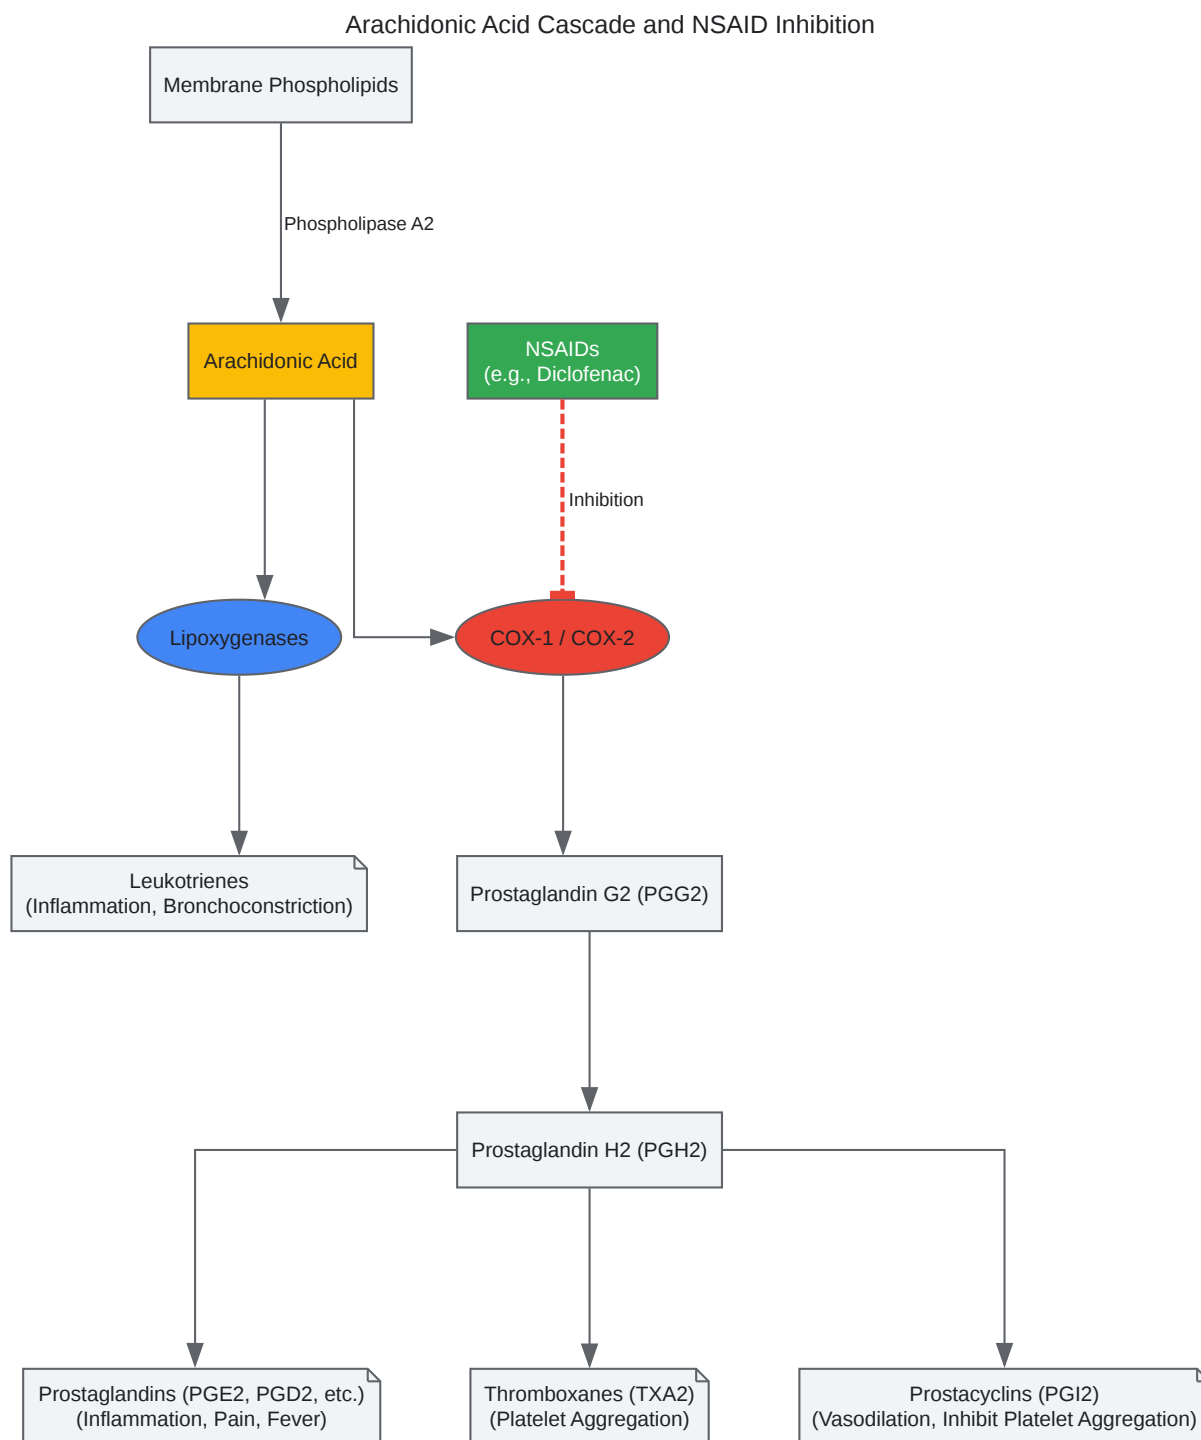 Arachidonic Acid Cascade and NSAID Inhibition
Membrane Phospholipids
Phospholipase A2
Arachidonic Acid
NSAIDs
(e.g., Diclofenac)
Inhibition
Lipoxygenases
COX-1 / COX-2
Leukotrienes
(Inflammation, Bronchoconstriction)
Prostaglandin G2 (PGG2)
Prostaglandin H2 (PGH2)
Prostaglandins (PGE2, PGD2, etc.)
(Inflammation, Pain, Fever)
Thromboxanes (TXA2)
(Platelet Aggregation)
Prostacyclins (PGI2)
(Vasodilation, Inhibit Platelet Aggregation)